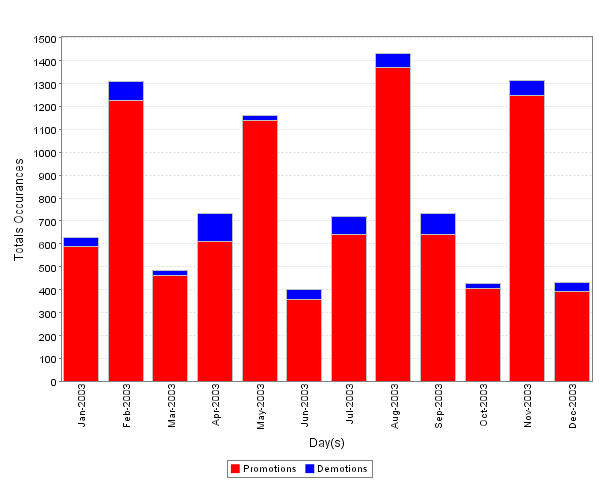 1500
1400
1300
1200
1100
1000
900
800
700
600
500
400
300
200
100
0
Totals Occurances
Jan-2003
Feb-2003
Mar-2003
Apr-2003
May-2003
Jun-2003
Jul-2003
Aug-2003
Sep-2003
Oct-2003
Nov-2003
Dec-2003
Day(s)
Promotions Demotions